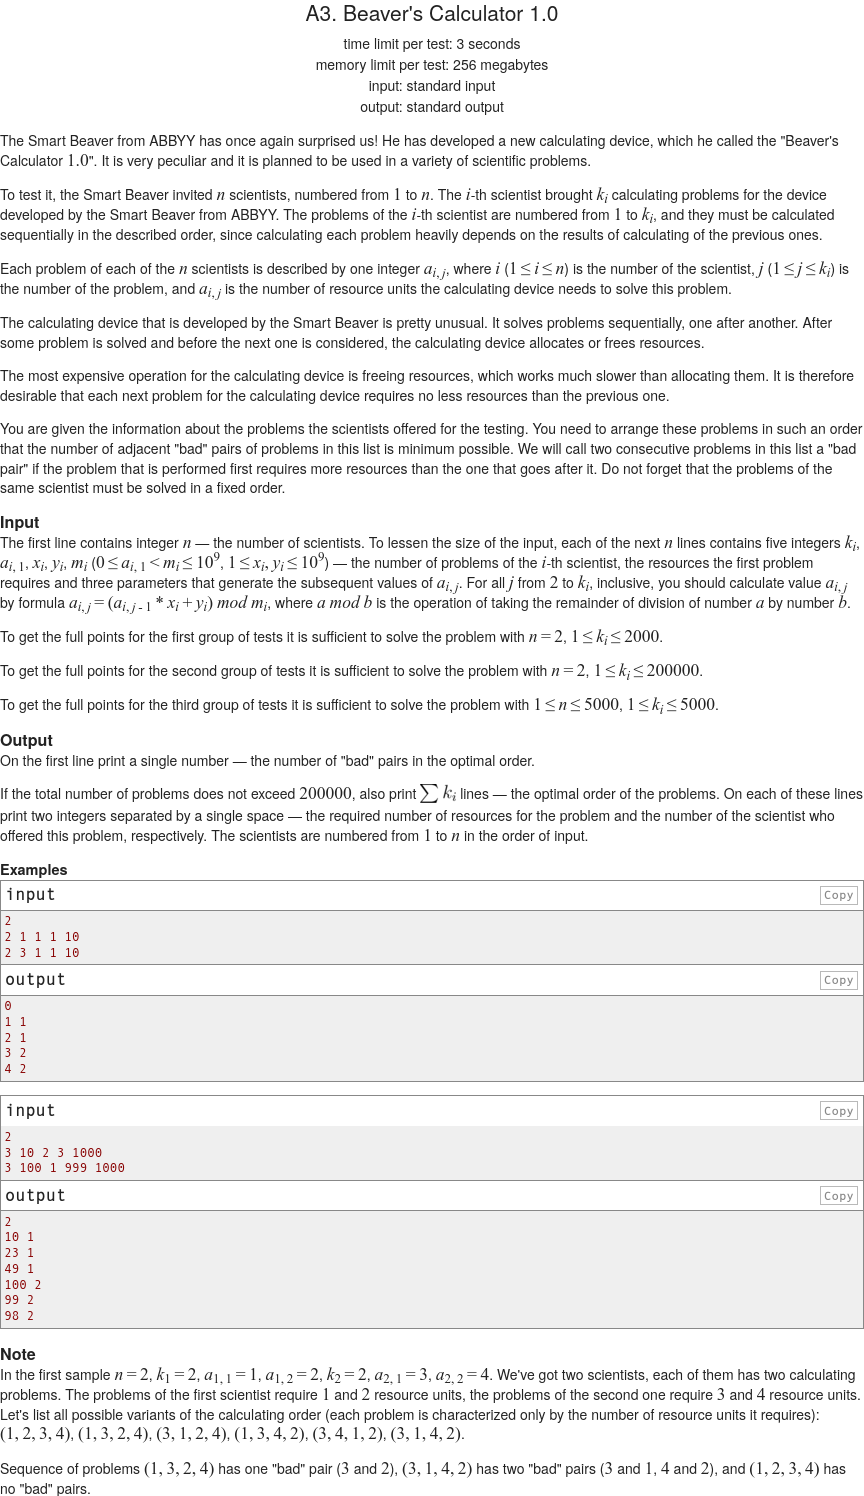 A3. Beaver's Calculator 1.0
time limit per test: 3 seconds
memory limit per test: 256 megabytes
input: standard input
output: standard output
The Smart Beaver from ABBYY has once again surprised us! He has developed a new calculating device, which he called the "Beaver's
Calculator 1.0". It is very peculiar and it is planned to be used in a variety of scientific problems.
To test it, the Smart Beaver invited n scientists, numbered from 1 to n. The i-th scientist brought k_i calculating problems for the device
developed by the Smart Beaver from ABBYY. The problems of the i-th scientist are numbered from 1 to k_i, and they must be calculated
sequentially in the described order, since calculating each problem heavily depends on the results of calculating of the previous ones.
Each problem of each of the n scientists is described by one integer a_{i, j}, where i (1 ≤ i ≤ n) is the number of the scientist, j (1 ≤ j ≤ k_i) is
the number of the problem, and a_{i, j} is the number of resource units the calculating device needs to solve this problem.
The calculating device that is developed by the Smart Beaver is pretty unusual. It solves problems sequentially, one after another. After
some problem is solved and before the next one is considered, the calculating device allocates or frees resources.
The most expensive operation for the calculating device is freeing resources, which works much slower than allocating them. It is therefore
desirable that each next problem for the calculating device requires no less resources than the previous one.
You are given the information about the problems the scientists offered for the testing. You need to arrange these problems in such an order
that the number of adjacent "bad" pairs of problems in this list is minimum possible. We will call two consecutive problems in this list a "bad
pair" if the problem that is performed first requires more resources than the one that goes after it. Do not forget that the problems of the
same scientist must be solved in a fixed order.
Input
The first line contains integer n — the number of scientists. To lessen the size of the input, each of the next n lines contains five integers k_i,
a_{i, 1}, x_i, y_i, m_i (0 ≤ a_{i, 1} < m_i ≤ 10^9, 1 ≤ x_i, y_i ≤ 10^9) — the number of problems of the i-th scientist, the resources the first problem
requires and three parameters that generate the subsequent values of a_{i, j}. For all j from 2 to k_i, inclusive, you should calculate value a_{i, j}
by formula a_{i, j} = (a_{i, j - 1} * x_i + y_i) mod m_i, where a mod b is the operation of taking the remainder of division of number a by number b.
To get the full points for the first group of tests it is sufficient to solve the problem with n = 2, 1 ≤ k_i ≤ 2000.
To get the full points for the second group of tests it is sufficient to solve the problem with n = 2, 1 ≤ k_i ≤ 200000.
To get the full points for the third group of tests it is sufficient to solve the problem with 1 ≤ n ≤ 5000, 1 ≤ k_i ≤ 5000.
Output
On the first line print a single number — the number of "bad" pairs in the optimal order.
If the total number of problems does not exceed 200000, also print ∑ k_i lines — the optimal order of the problems. On each of these lines
print two integers separated by a single space — the required number of resources for the problem and the number of the scientist who
offered this problem, respectively. The scientists are numbered from 1 to n in the order of input.
Examples
input
Copy
2
2 1 1 1 10
2 3 1 1 10
output
Copy
0
1 1
2 1
3 2
4 2
input
Copy
2
3 10 2 3 1000
3 100 1 999 1000
output
Copy
2
10 1
23 1
49 1
100 2
99 2
98 2
Note
In the first sample n = 2, k_1 = 2, a_{1, 1} = 1, a_{1, 2} = 2, k_2 = 2, a_{2, 1} = 3, a_{2, 2} = 4. We've got two scientists, each of them has two calculating
problems. The problems of the first scientist require 1 and 2 resource units, the problems of the second one require 3 and 4 resource units.
Let's list all possible variants of the calculating order (each problem is characterized only by the number of resource units it requires):
(1, 2, 3, 4), (1, 3, 2, 4), (3, 1, 2, 4), (1, 3, 4, 2), (3, 4, 1, 2), (3, 1, 4, 2).
Sequence of problems (1, 3, 2, 4) has one "bad" pair (3 and 2), (3, 1, 4, 2) has two "bad" pairs (3 and 1, 4 and 2), and (1, 2, 3, 4) has
no "bad" pairs.